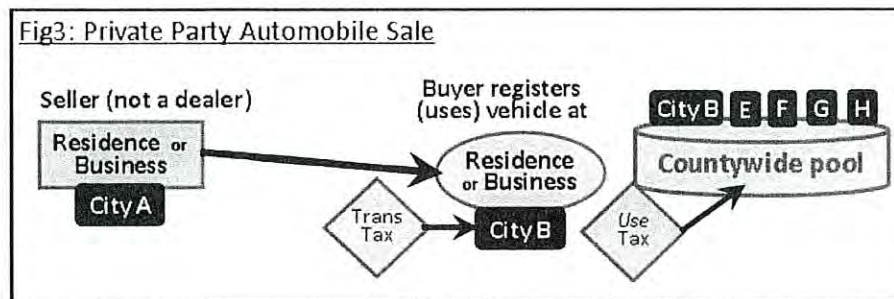 Fig3: Private Party Automobile Sale
Seller (not a dealer)
Residence or
Business
City A
Buyer registers
(uses) vehicle at
Residence
or Business
Trans
Tax
City B
City B E F G H
Countywide pool
Use
Tax